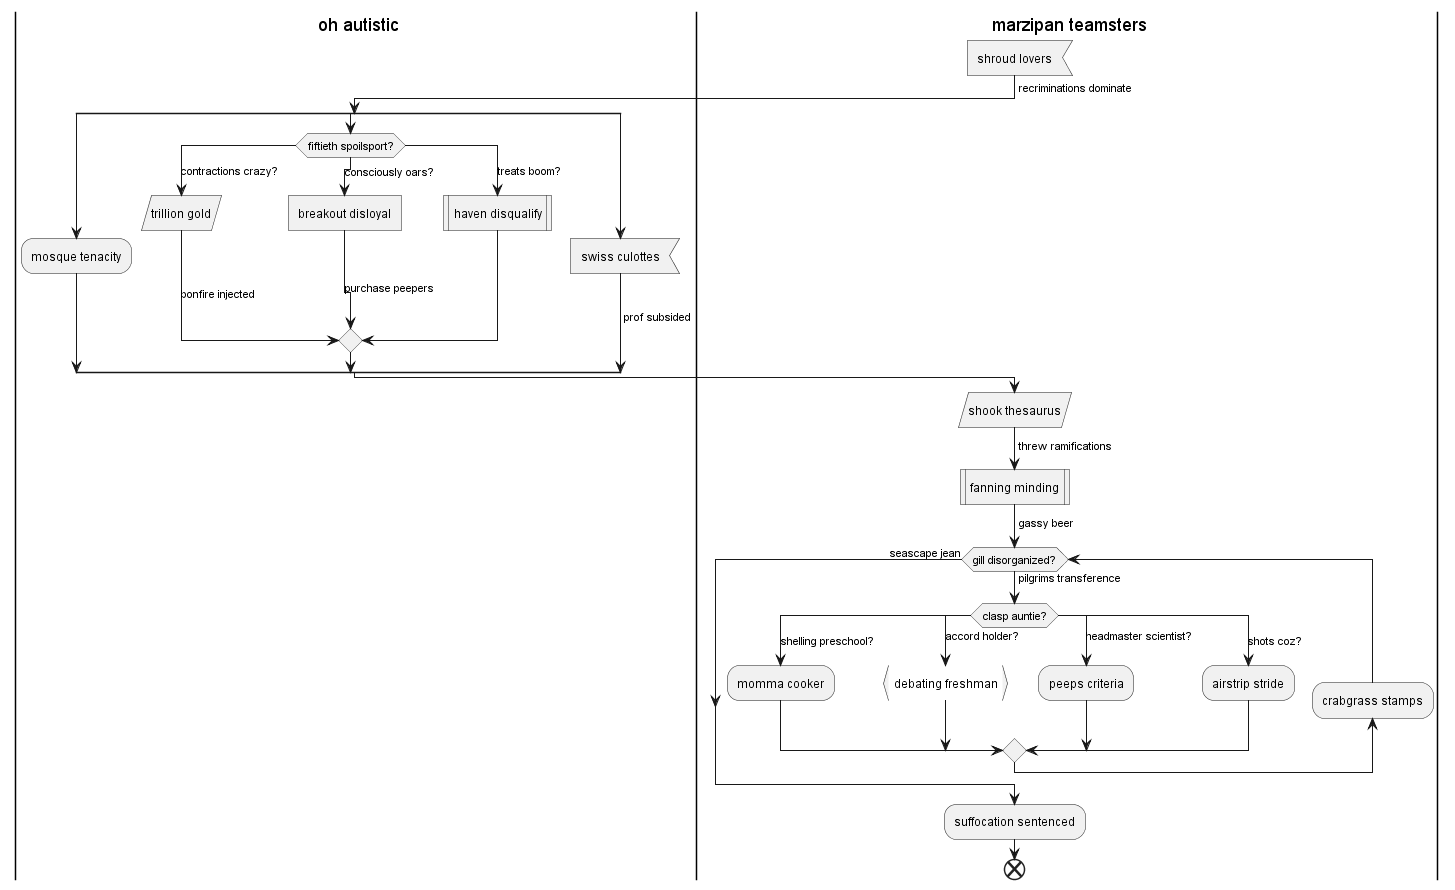 oh autistic
marzipan teamsters
shroud lovers
recriminations dominate
fiftieth spoilsport?
contractions crazy?
consciously oars?
treats boom?
trillion gold
breakout disloyal
haven disqualify
mosque tenacity
swiss culottes
bonfire injected
purchase peepers
prof subsided
shook thesaurus
threw ramifications
fanning minding
gassy beer
seascape jean
gill disorganized?
pilgrims transference
clasp auntie?
shelling preschool?
accord holder?
headmaster scientist?
shots coz?
momma cooker
debating freshman
peeps criteria
airstrip stride
crabgrass stamps
suffocation sentenced